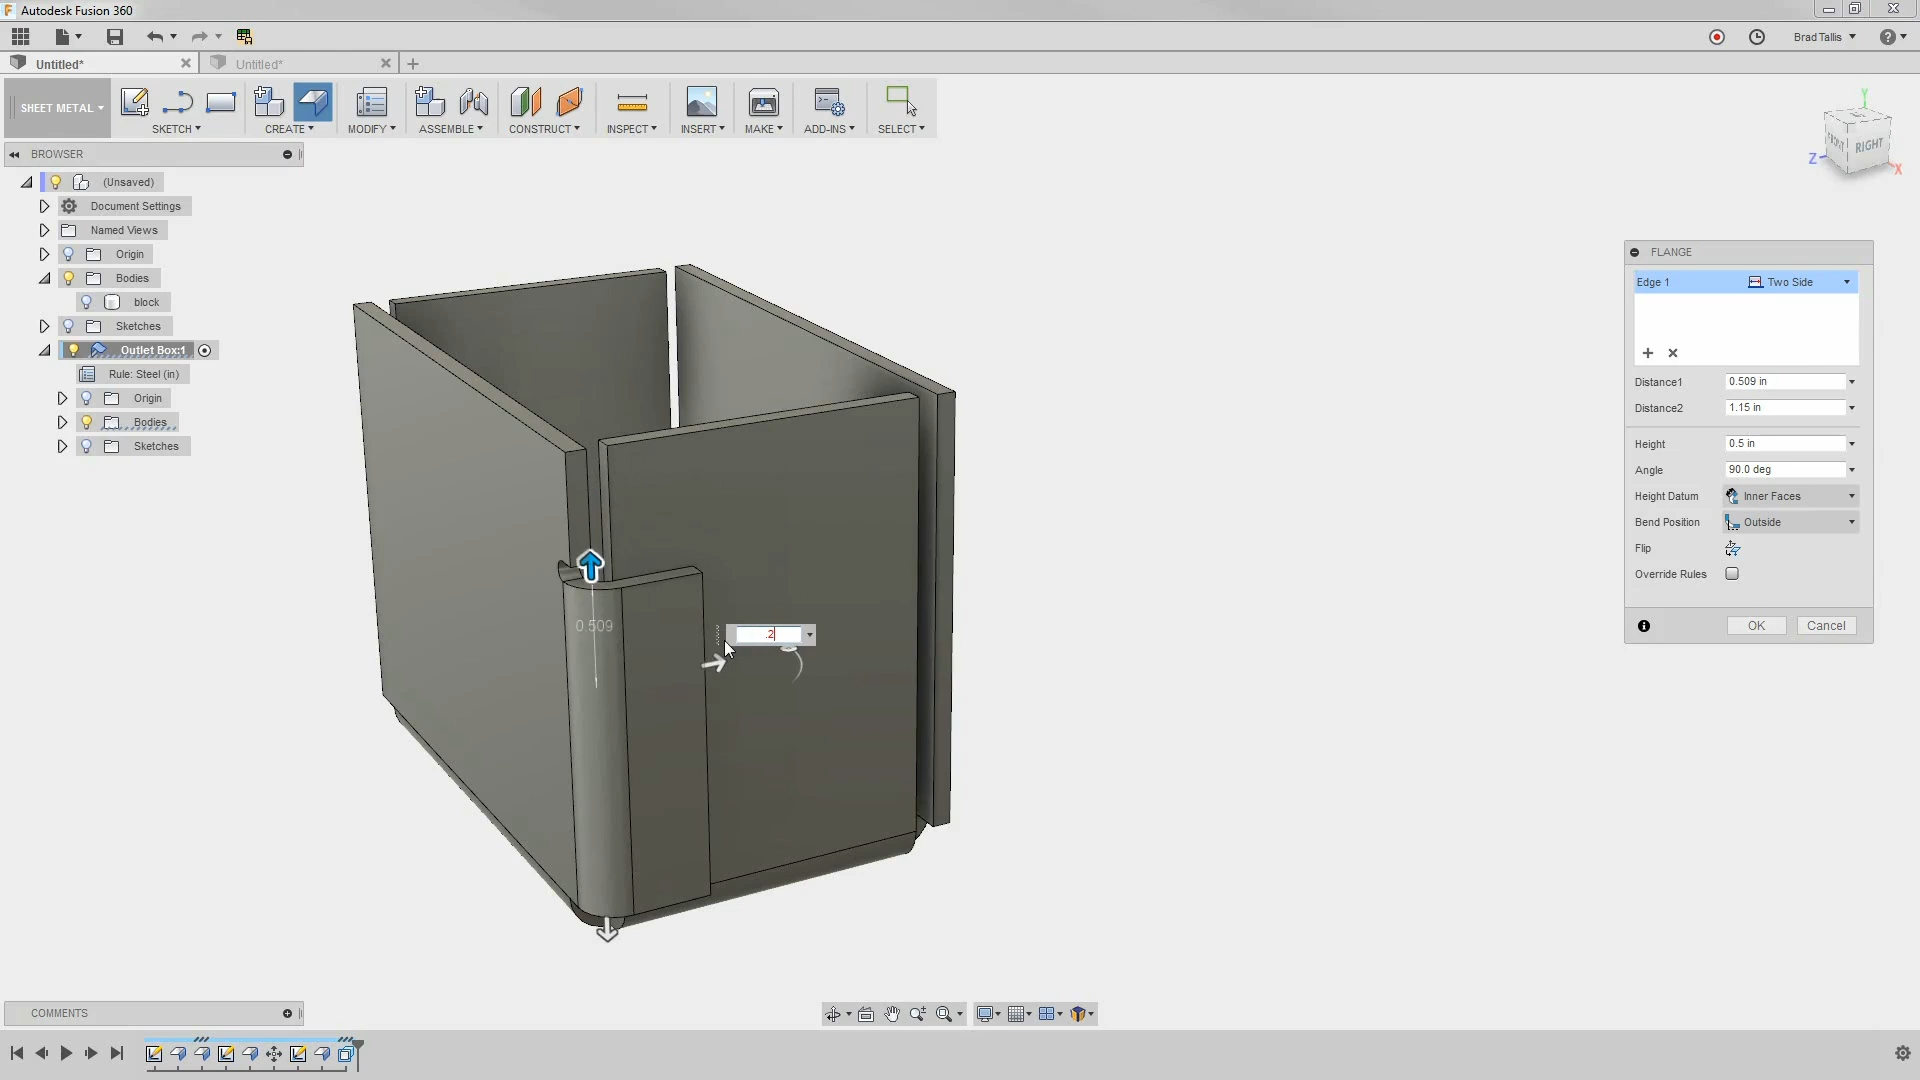 Autodesk Fusion 360
Brad Tallis
Untitled*
Untitled*
SHEET METAL
SKETCH
CREATE
MODIFY
ASSEMBLE
CONSTRUCT
INSPECT
INSERT
MAKE
ADD-INS
SELECT
Y
FRONT
RIGHT
Z
X
BROWSER
(Unsaved)
Document Settings
Named Views
Origin
Bodies
block
Sketches
Outlet Box:1
Rule: Steel (in)
Origin
Bodies
Sketches
FLANGE
Edge 1 Two Side
Distance1 0.509 in
Distance2 1.15 in
Height 0.5 in
Angle 90.0 deg
Height Datum Inner Faces
Bend Position Outside
Flip
Override Rules
OK Cancel
0.509
.2
COMMENTS